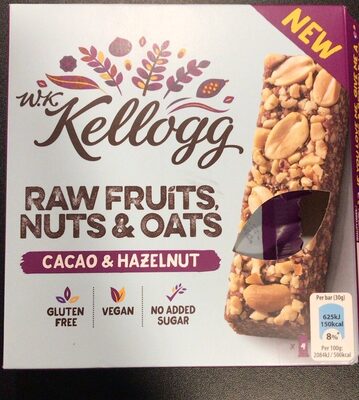 NEW
W.K
Kellogg
RAW FRUITS,
NUTS & OATS
CACAO & HAZELNUT
GLUTEN
FREE
VEGAN
NO ADDED
SUGAR
Per bar (30g)
625kJ
150kcal
8%*
Per 100g:
2084kJ / 500kcal
x 4